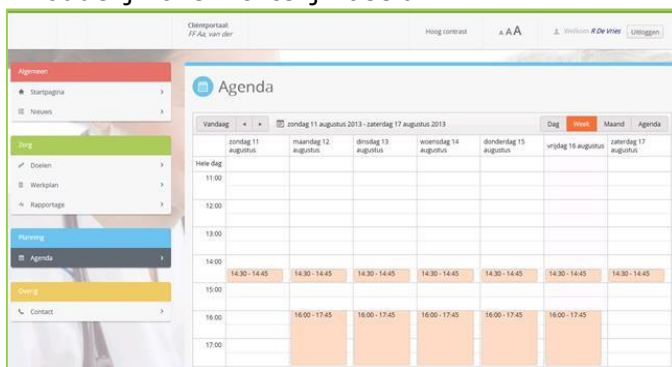 Cliëntportaal:
FF Aa, van der
Hoog contrast
A A A
Welkom R De Vries
Uitloggen
Algemeen
Startpagina
Nieuws
Zorg
Doelen
Werkplan
Rapportage
Planning
Agenda
Overig
Contact
Agenda
Vandaag
zondag 11 augustus 2013 - zaterdag 17 augustus 2013
Dag Week Maand Agenda
zondag 11 augustus
maandag 12 augustus
dinsdag 13 augustus
woensdag 14 augustus
donderdag 15 augustus
vrijdag 16 augustus
zaterdag 17 augustus
Hele dag
11:00
12:00
13:00
14:00
14:30 - 14:45 14:30 - 14:45 14:30 - 14:45 14:30 - 14:45 14:30 - 14:45 14:30 - 14:45 14:30 - 14:45
15:00
16:00
16:00 - 17:45 16:00 - 17:45 16:00 - 17:45 16:00 - 17:45 16:00 - 17:45
17:00